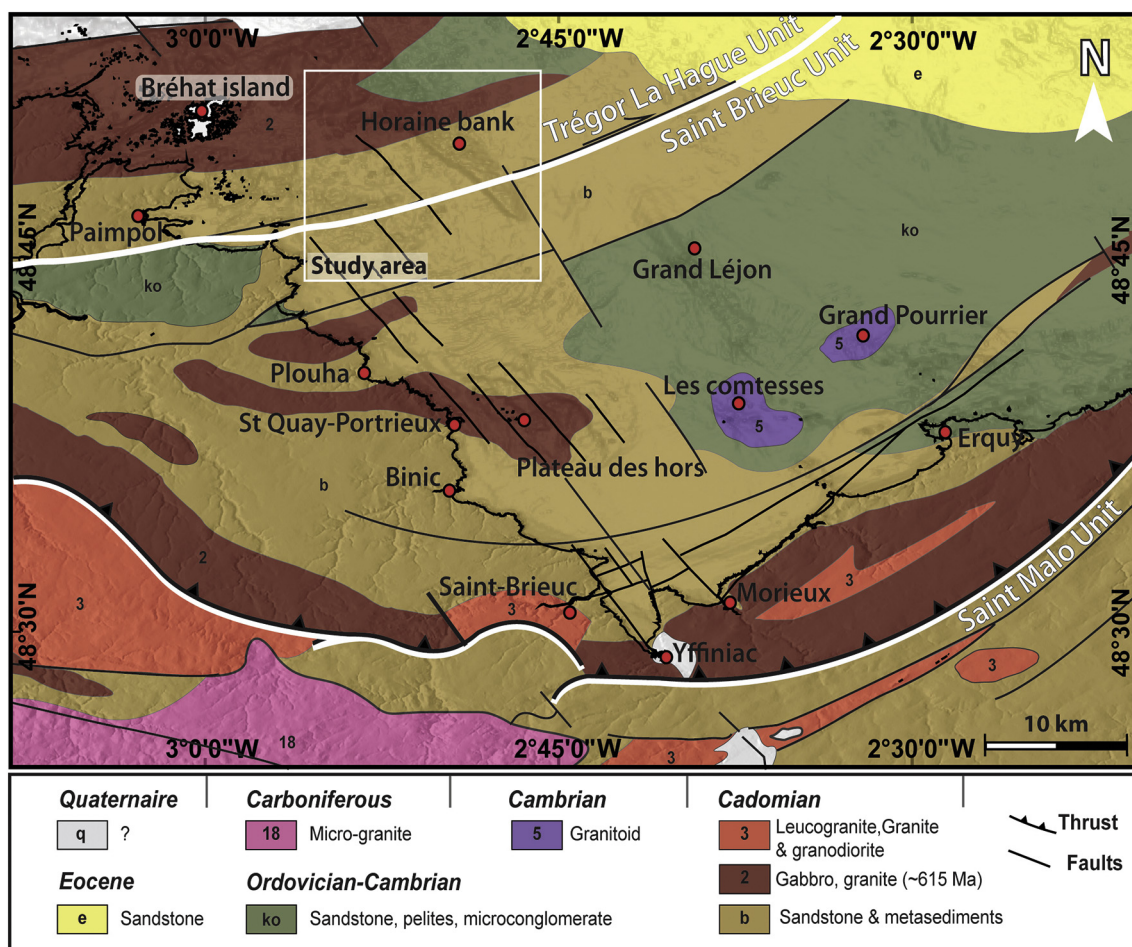 3°0'0"W
2°45'0"W
2°30'0"W
Trégor La Hague Unit
Saint Brieuc Unit
e
N
Bréhat island
2
Horaine bank
b
Paimpol
48°45'N
48°45'N
ko
ko
Study area
Grand Léjon
Grand Pourrier
5
Plouha
Les comtesses
5
St Quay-Portrieux
Erquy
Plateau des hors
Binic
b
2
Saint Malo Unit
3
Saint-Brieuc
3
Morieux
3
48°30'N
48°30'N
Yffiniac
3
10 km
18
3
3°0'0"W
2°45'0"W
2°30'0"W
Quaternaire
q ?
Carboniferous
18 Micro-granite
Cambrian
5 Granitoid
Cadomian
3 Leucogranite,Granite
& granodiorite
2 Gabbro, granite (~615 Ma)
b Sandstone & metasediments
Thrust
Faults
Eocene
e Sandstone
Ordovician-Cambrian
ko Sandstone, pelites, microconglomerate